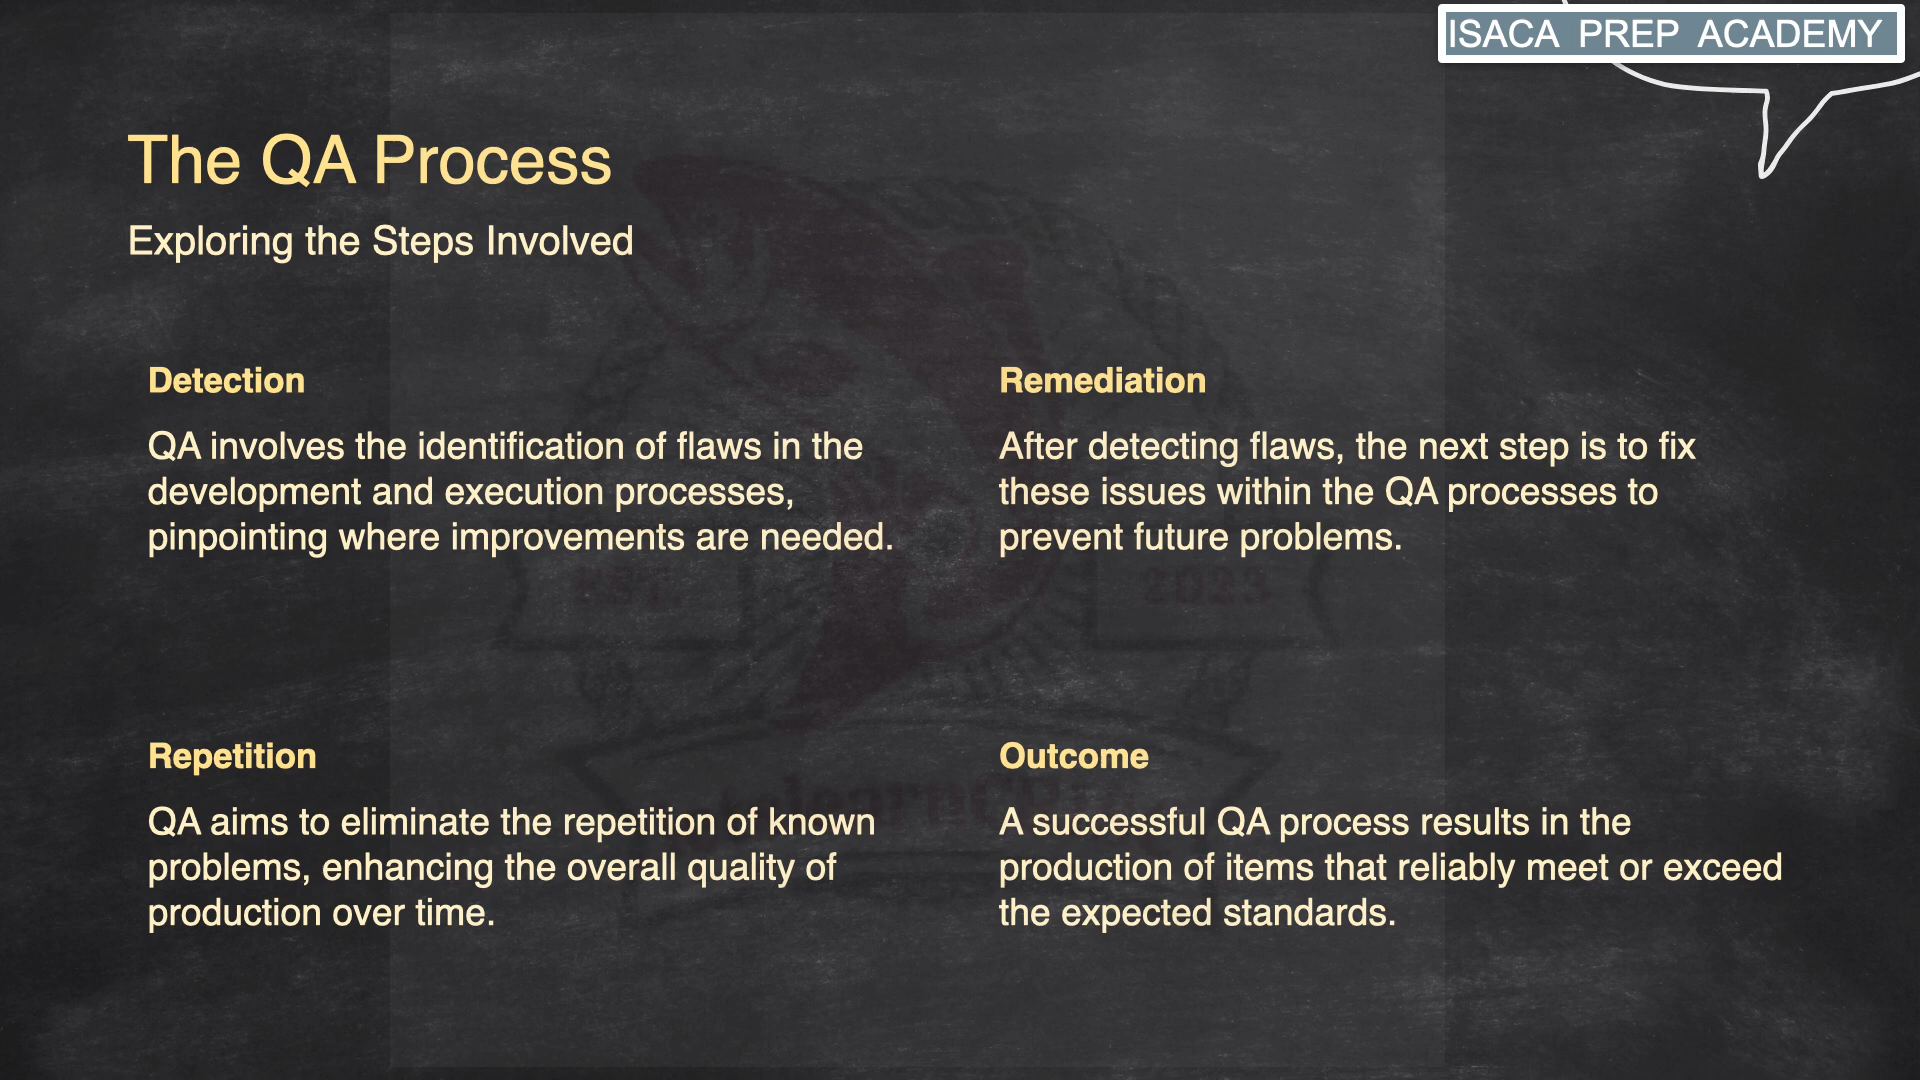 ISACA PREP ACADEMY
The QA Process
Exploring the Steps Involved
Detection
QA involves the identification of flaws in the
development and execution processes,
pinpointing where improvements are needed.
Remediation
After detecting flaws, the next step is to fix
these issues within the QA processes to
prevent future problems.
2023
Repetition
QA aims to eliminate the repetition of known
problems, enhancing the overall quality of
production over time.
Outcome
A successful QA process results in the
production of items that reliably meet or exceed
the expected standards.